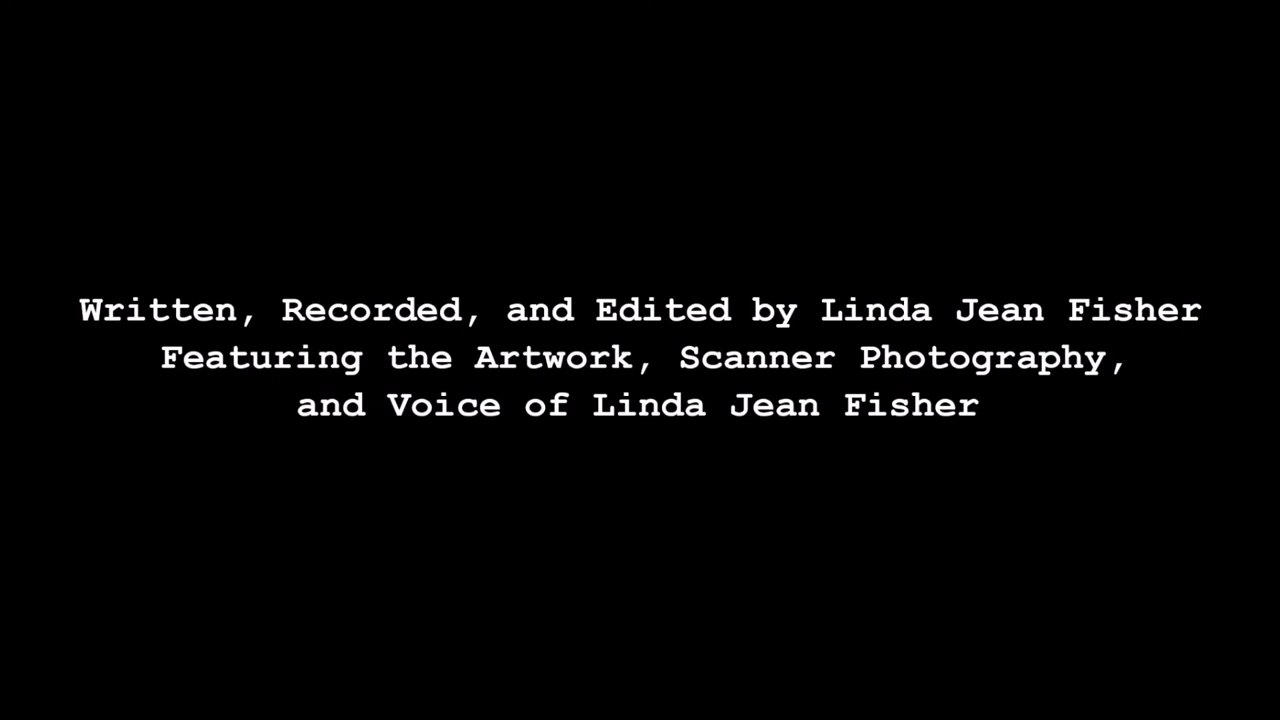 Written, Recorded, and Edited by Linda Jean Fisher
Featuring the Artwork, Scanner Photography,
and Voice of Linda Jean Fisher